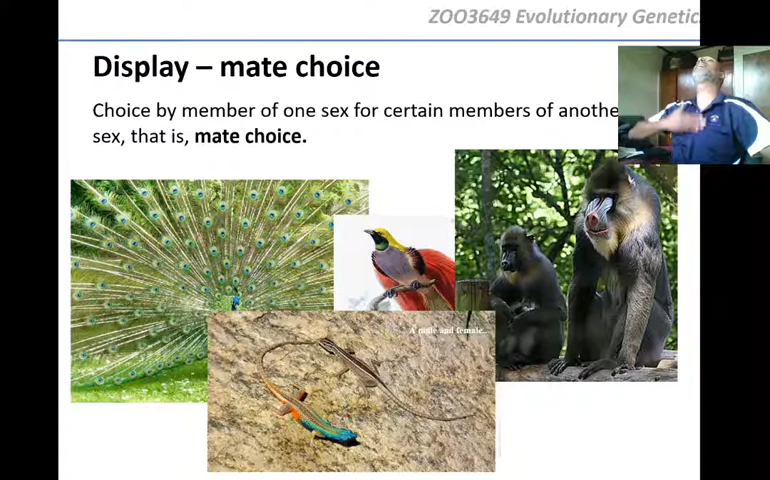 ZOO3649 Evolutionary Genetic
Display – mate choice
Choice by member of one sex for certain members of anothe
sex, that is, mate choice.
A male and female...